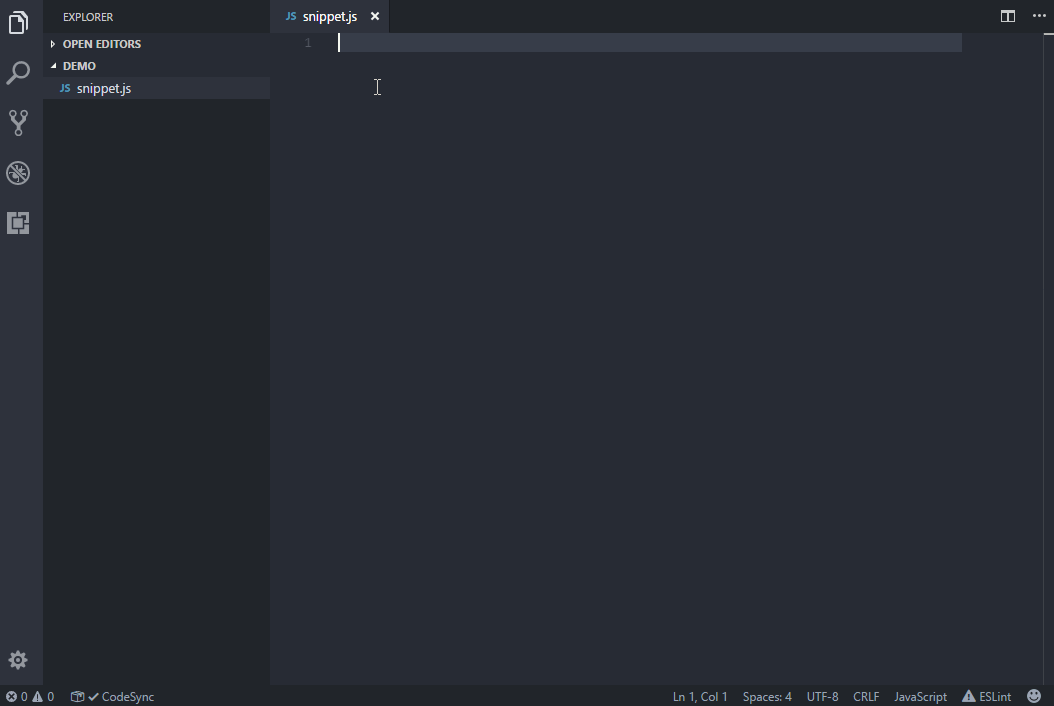 EXPLORER
JS snippet.js
OPEN EDITORS
DEMO
JS snippet.js
1
0 0 CodeSync Ln 1, Col 1 Spaces: 4 UTF-8 CRLF JavaScript ESLint